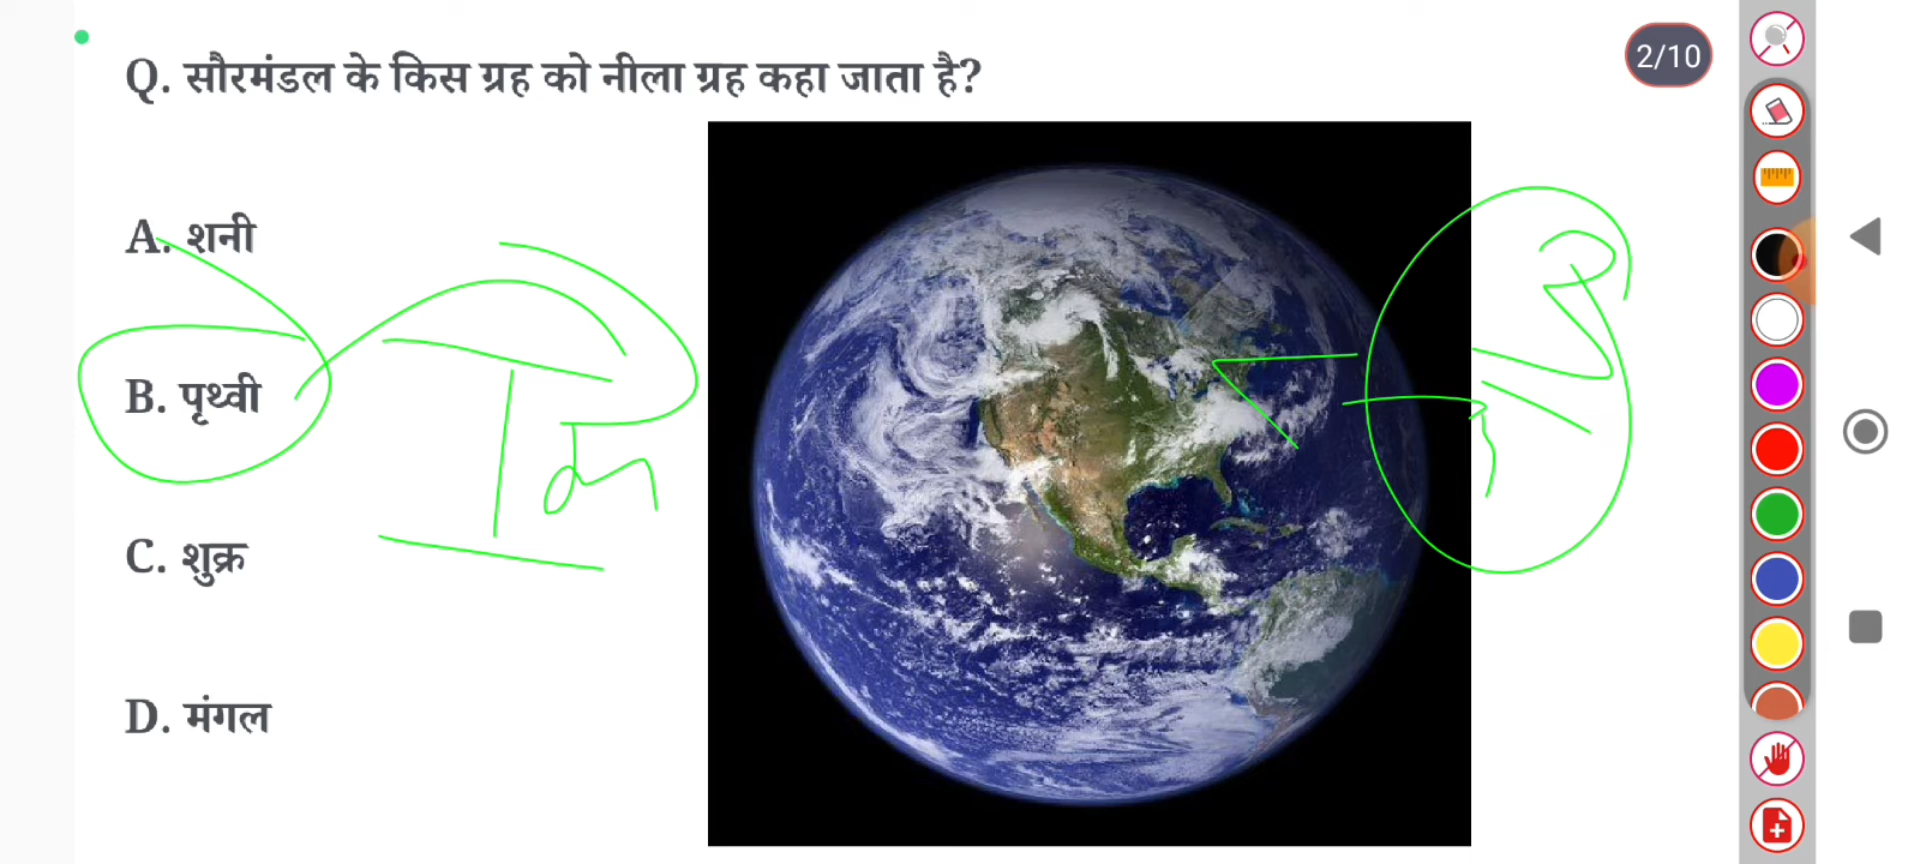 Q. सौरमंडल के किस ग्रह को नीला ग्रह कहा जाता है?
2/10
A. शनी
B. पृथ्वी
C. शुक्र
D. मंगल